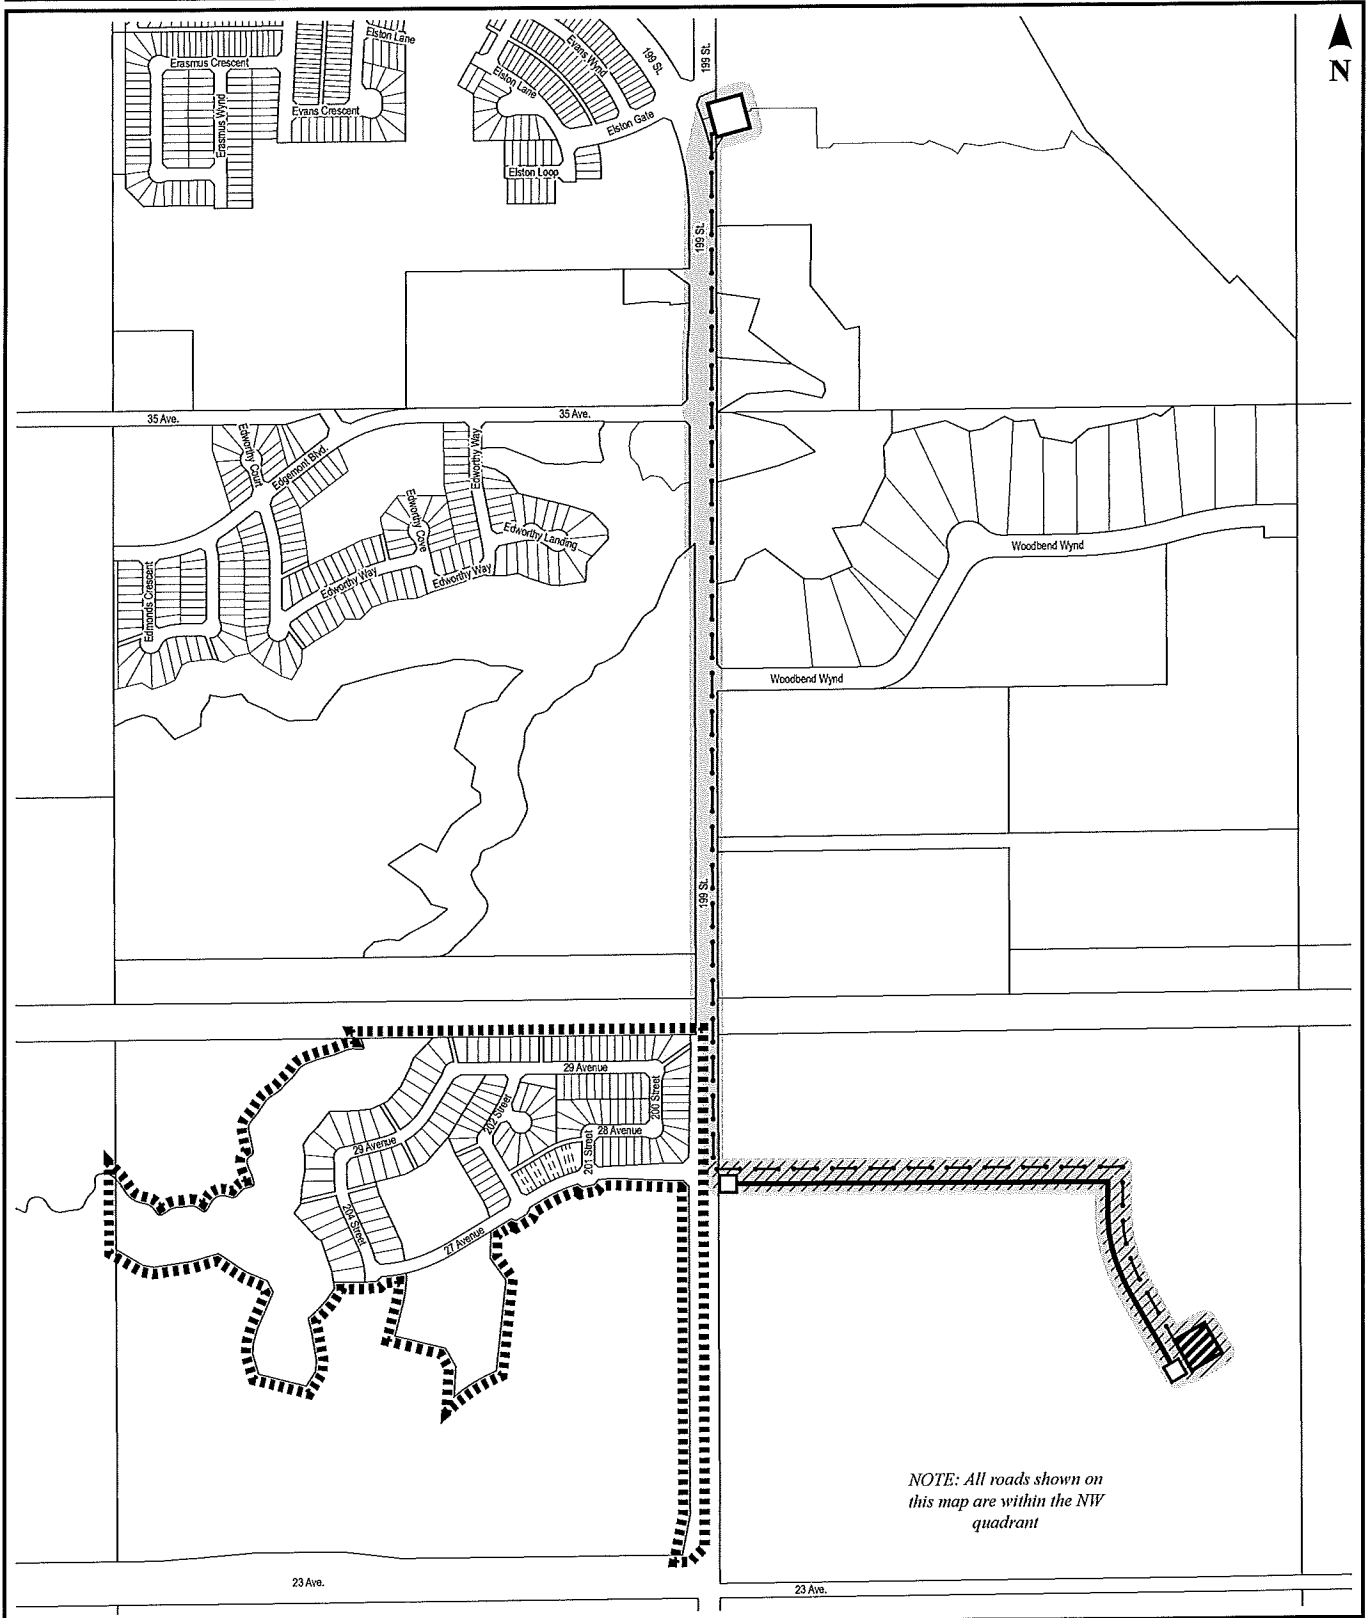 Elston Lane
Erasmus Crescent
Evans Wynd
199 St.
199 St.
N
Elston Lane
Erasmus Wynd
Evans Crescent
Elston Gate
Elston Loop
199 St.
35 Ave.
35 Ave.
Edworthy Court
Edgemont Blvd.
Edworthy Way
Edworthy Cove
Edworthy Landing
Woodbend Wynd
Edmonds Crescent
Edworthy Way
Edworthy Way
Woodbend Wynd
199 St.
29 Avenue
200 Street
202 Street
28 Avenue
29 Avenue
201 Street
204 Street
27 Avenue
NOTE: All roads shown on
this map are within the NW
quadrant
23 Ave.
23 Ave.